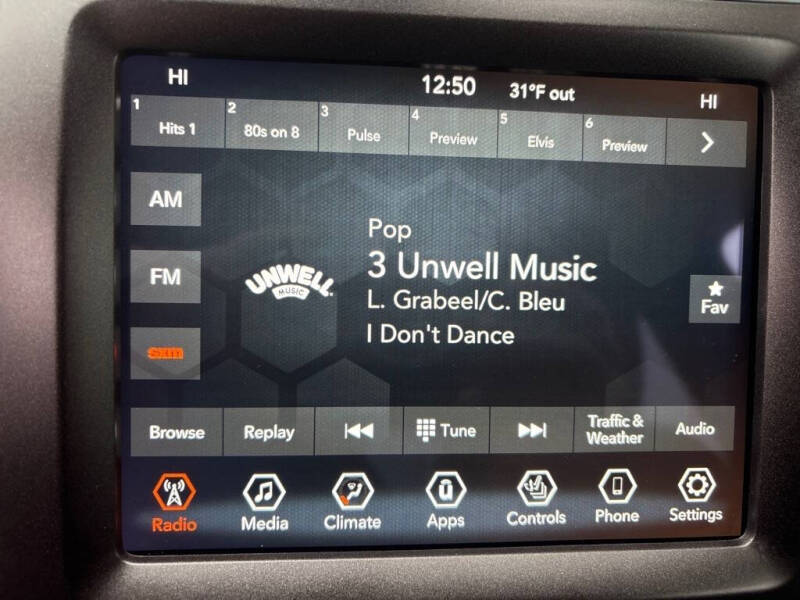 HI 12:50 31°F out HI
1 Hits 1 2 80s on 8 3 Pulse 4 Preview 5 Elvis 6 Preview
AM
Pop
FM
UNWELL
MUSIC
3 Unwell Music
L. Grabeel/C. Bleu
Fav
I Don't Dance
sxm
Browse Replay Tune Traffic & Weather Audio
Radio Media Climate Apps Controls Phone Settings